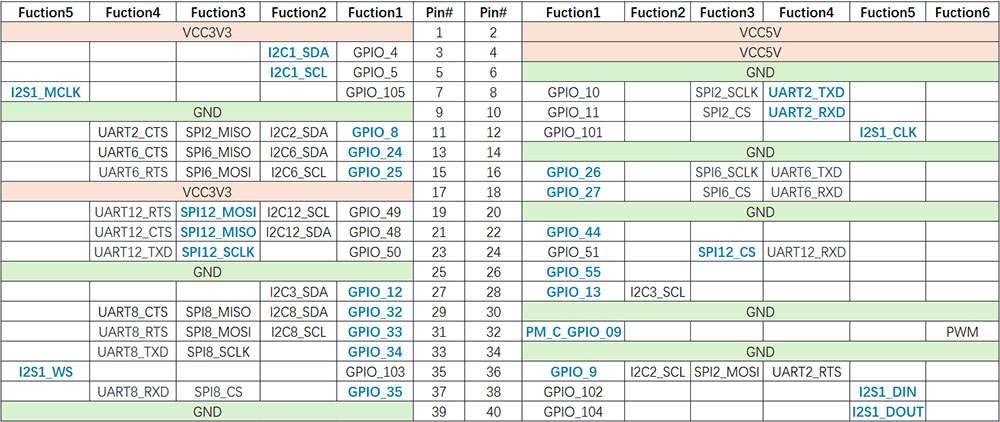 Fuction5 Fuction4 Fuction3 Fuction2 Fuction1 Pin# Pin# Fuction1 Fuction2 Fuction3 Fuction4 Fuction5 Fuction6
VCC3V3 1 2 VCC5V
I2C1_SDA GPIO_4 3 4 VCC5V
I2C1_SCL GPIO_5 5 6 GND
I2S1_MCLK GPIO_105 7 8 GPIO_10 SPI2_SCLK UART2_TXD
GND 9 10 GPIO_11 SPI2_CS UART2_RXD
UART2_CTS SPI2_MISO I2C2_SDA GPIO_8 11 12 GPIO_101 I2S1_CLK
UART6_CTS SPI6_MISO I2C6_SDA GPIO_24 13 14 GND
UART6_RTS SPI6_MOSI I2C6_SCL GPIO_25 15 16 GPIO_26 SPI6_SCLK UART6_TXD
VCC3V3 17 18 GPIO_27 SPI6_CS UART6_RXD
UART12_RTS SPI12_MOSI I2C12_SCL GPIO_49 19 20 GND
UART12_CTS SPI12_MISO I2C12_SDA GPIO_48 21 22 GPIO_44
UART12_TXD SPI12_SCLK GPIO_50 23 24 GPIO_51 SPI12_CS UART12_RXD
GND 25 26 GPIO_55
I2C3_SDA GPIO_12 27 28 GPIO_13 I2C3_SCL
UART8_CTS SPI8_MISO I2C8_SDA GPIO_32 29 30 GND
UART8_RTS SPI8_MOSI I2C8_SCL GPIO_33 31 32 PM_C_GPIO_09 PWM
UART8_TXD SPI8_SCLK GPIO_34 33 34 GND
I2S1_WS GPIO_103 35 36 GPIO_9 I2C2_SCL SPI2_MOSI UART2_RTS
UART8_RXD SPI8_CS GPIO_35 37 38 GPIO_102 I2S1_DIN
GND 39 40 GPIO_104 I2S1_DOUT